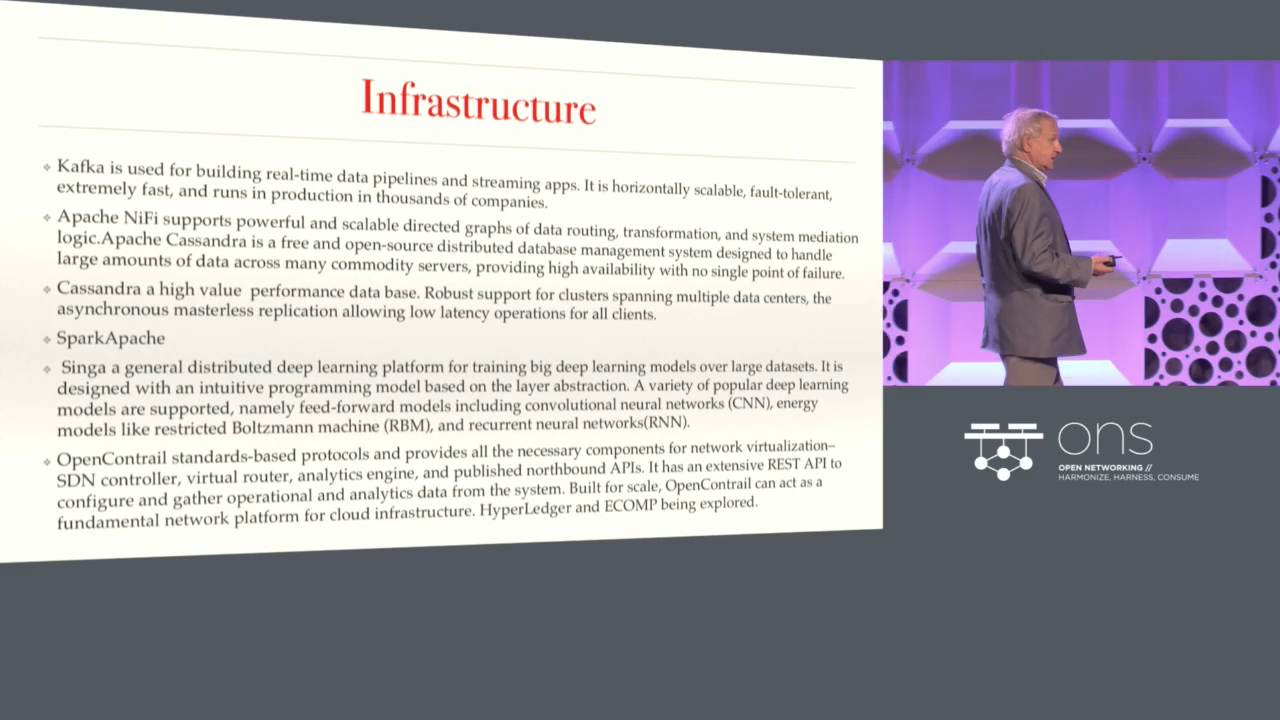 Infrastructure
Kafka is used for building real-time data pipelines and streaming apps. It is horizontally scalable, fault-tolerant,
extremely fast, and runs in production in thousands of companies.
Apache NiFi supports powerful and scalable directed graphs of data routing, transformation, and system mediation
logic.Apache Cassandra is a free and open-source distributed database management system designed to handle
large amounts of data across many commodity servers, providing high availability with no single point of failure.
Cassandra a high value performance data base. Robust support for clusters spanning multiple data centers, the
asynchronous masterless replication allowing low latency operations for all clients.
SparkApache
Singa a general distributed deep learning platform for training big deep learning models over large datasets. It is
designed with an intuitive programming model based on the layer abstraction. A variety of popular deep learning
models are supported, namely feed-forward models including convolutional neural networks (CNN), energy
models like restricted Boltzmann machine (RBM), and recurrent neural networks(RNN).
OpenContrail standards-based protocols and provides all the necessary components for network virtualization–
SDN controller, virtual router, analytics engine, and published northbound APIs. It has an extensive REST API to
configure and gather operational and analytics data from the system. Built for scale, OpenContrail can act as a
fundamental network platform for cloud infrastructure. HyperLedger and ECOMP being explored.
ons
OPEN NETWORKING //
HARMONIZE, HARNESS, CONSUME